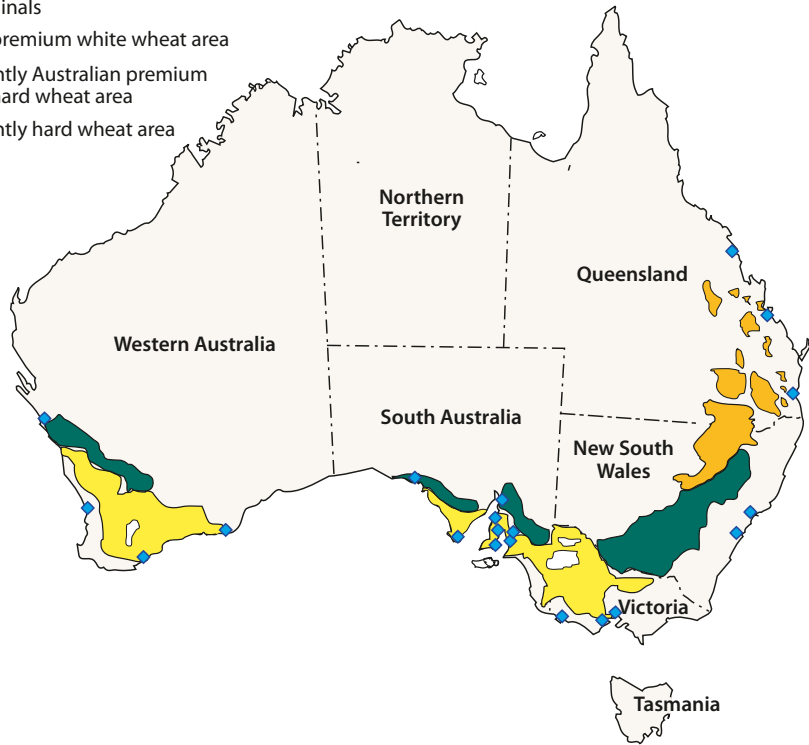 inals
premium white wheat area
ntly Australian premium
hard wheat area
ntly hard wheat area
Northern
Territory
Queensland
Western Australia
South Australia
New South
Wales
Victoria
Tasmania